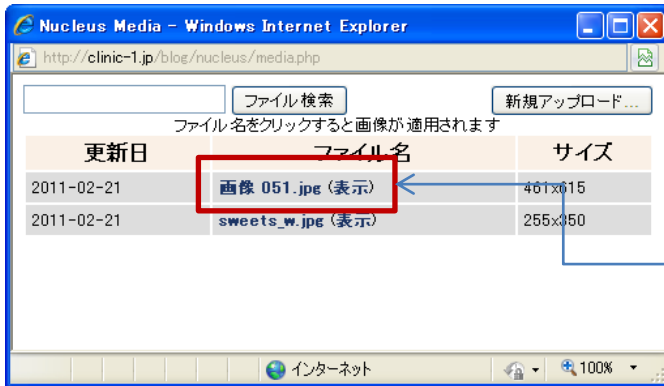 Nucleus Media - Windows Internet Explorer
http://clinic-1.jp/blog/nucleus/media.php
ファイル検索 新規アップロード...
ファイル名をクリックすると画像が適用されます
更新日 ファイル名 サイズ
2011-02-21 画像 051.jpg (表示) 461x615
2011-02-21 sweets_w.jpg (表示) 255x350
インターネット 100%